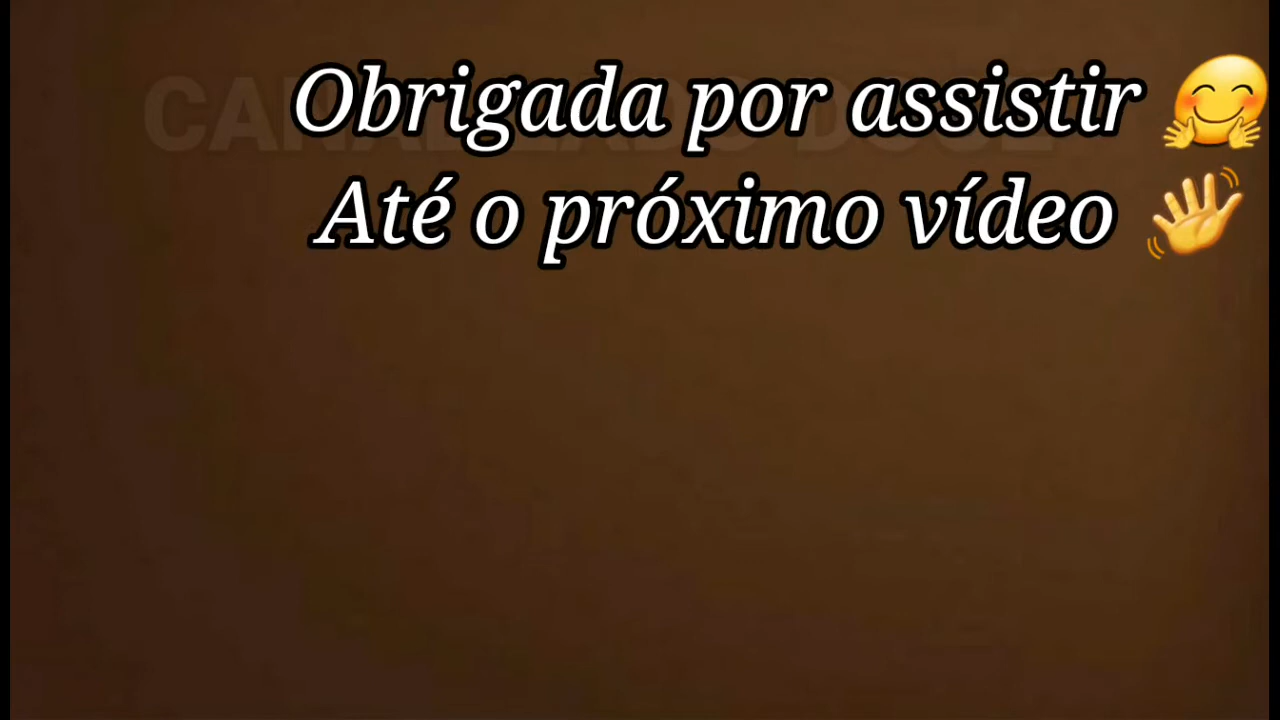 Obrigada por assistir 🤗
Até o próximo vídeo 👋